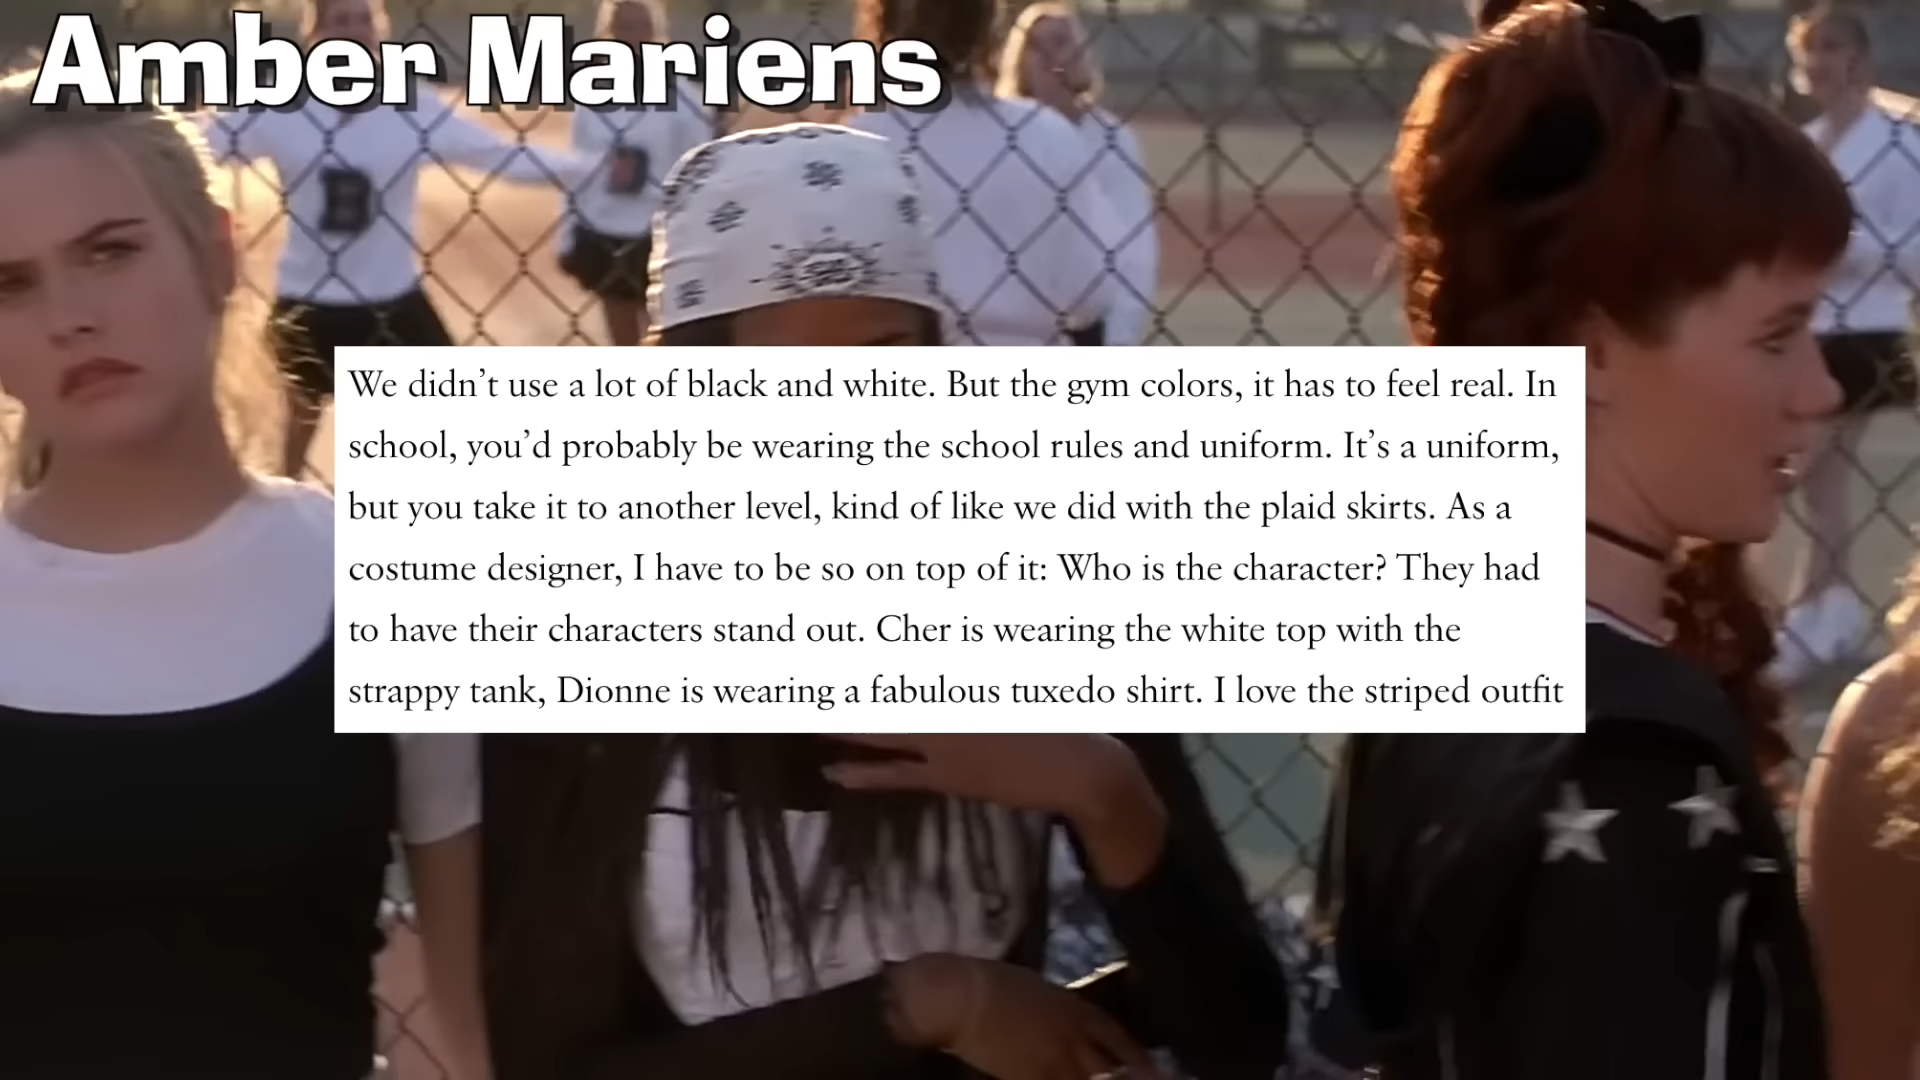 Amber Mariens
We didn’t use a lot of black and white. But the gym colors, it has to feel real. In
school, you’d probably be wearing the school rules and uniform. It’s a uniform,
but you take it to another level, kind of like we did with the plaid skirts. As a
costume designer, I have to be so on top of it: Who is the character? They had
to have their characters stand out. Cher is wearing the white top with the
strappy tank, Dionne is wearing a fabulous tuxedo shirt. I love the striped outfit